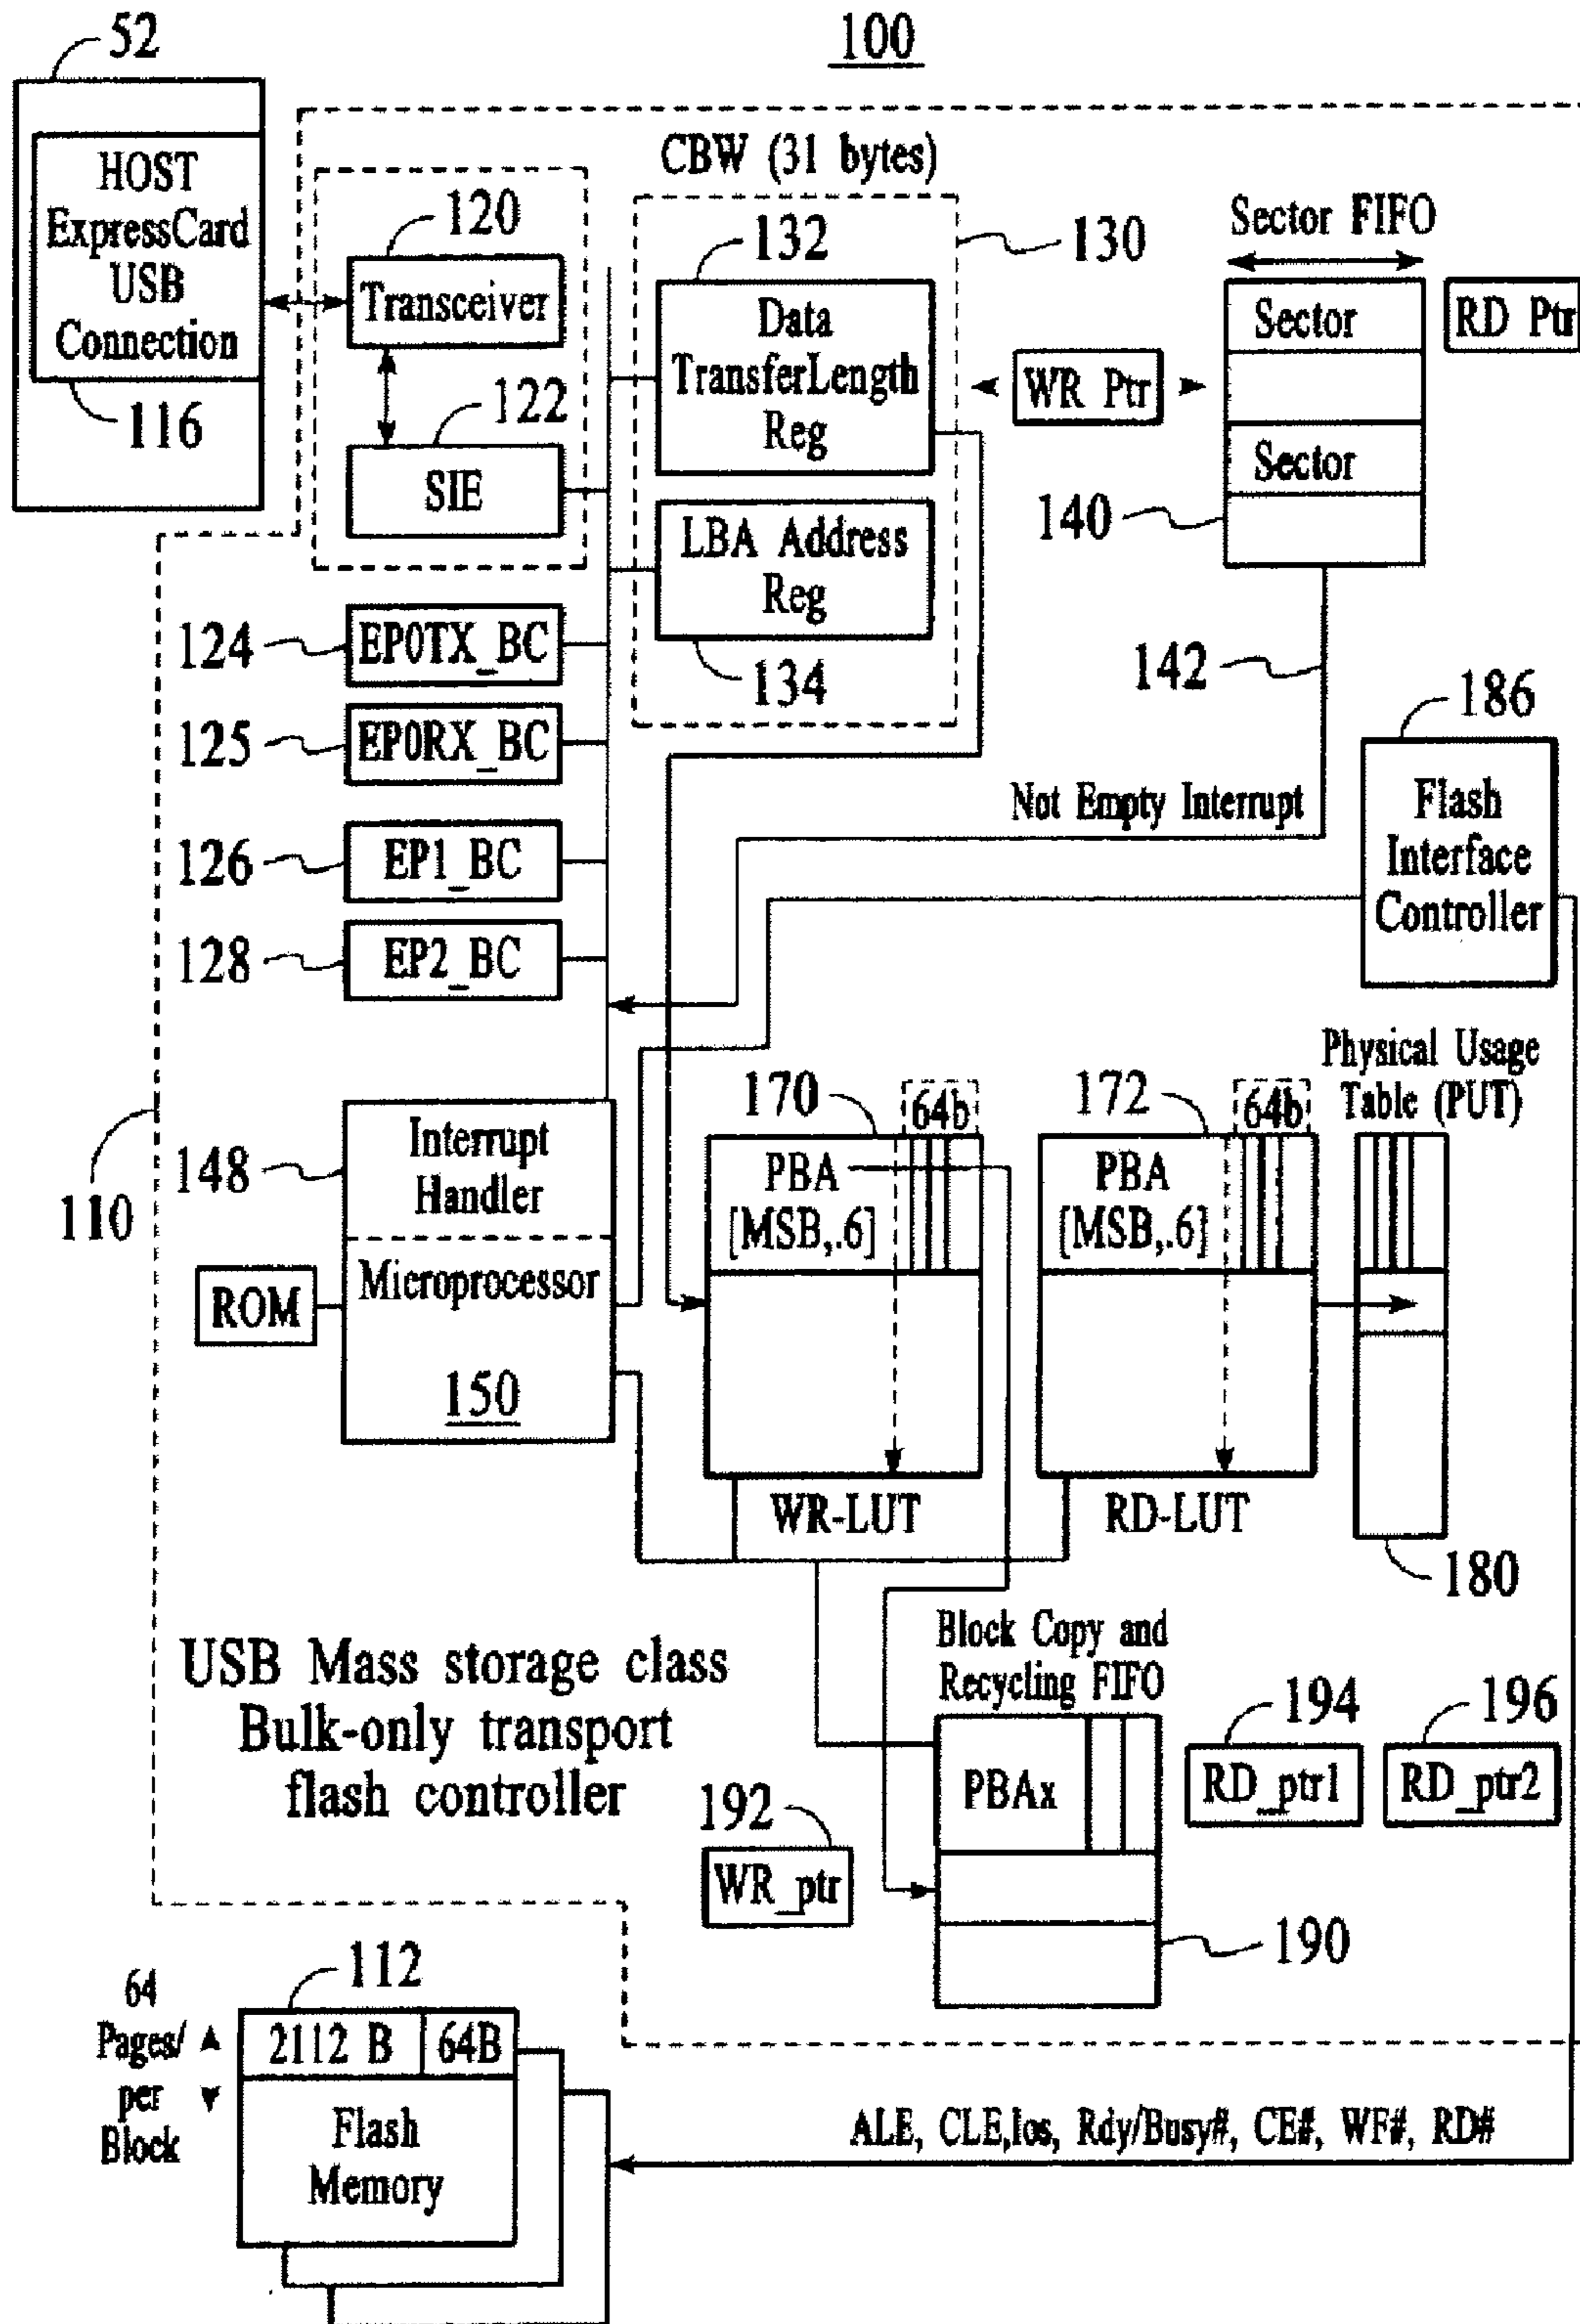 100
52
HOST
ExpressCard
USB
Connection
116
120
Transceiver
122
SIE
CBW (31 bytes)
130
132
Data
TransferLength
Reg
LBA Address
Reg
134
WR Ptr
Sector FIFO
Sector
Sector
RD Ptr
140
142
124
EP0TX_BC
125
EP0RX_BC
126
EP1_BC
128
EP2_BC
Not Empty Interrupt
186
Flash
Interface
Controller
110
148
Interrupt
Handler
Microprocessor
150
ROM
170
64b
PBA
[MSB,.6]
WR-LUT
172
64b
PBA
[MSB,.6]
RD-LUT
Physical Usage
Table (PUT)
180
USB Mass storage class
Bulk-only transport
flash controller
Block Copy and
Recycling FIFO
PBAx
190
192
WR_ptr
194
RD_ptr1
196
RD_ptr2
64
Pages/
per
Block
112
2112 B
64B
Flash
Memory
ALE, CLE,Ios, Rdy/Busy#, CE#, WF#, RD#